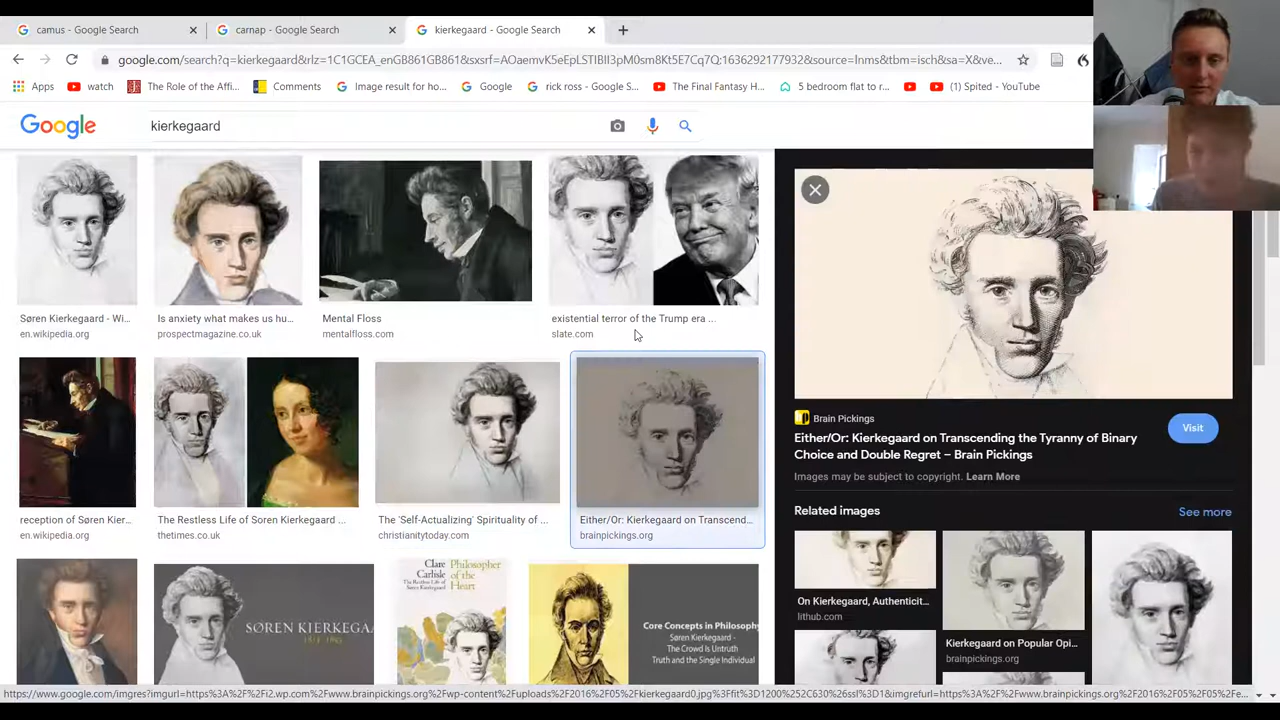 camus - Google Search
carnap - Google Search
kierkegaard - Google Search
google.com/search?q=kierkegaard&rlz=1C1GCEA_enGB861GB861&sxsrf=AOaemvK5eEpLSTIBIl3pM0sm8Kt5E7Cq7Q:1636292177932&source=lnms&tbm=isch&sa=X&ve...
Apps
watch
The Role of the Affi...
Comments
Image result for ho...
Google
rick ross - Google S...
The Final Fantasy H...
5 bedroom flat to r...
(1) Spited - YouTube
Google
kierkegaard
Søren Kierkegaard - Wi...
en.wikipedia.org
Is anxiety what makes us hu...
prospectmagazine.co.uk
Mental Floss
mentalfloss.com
existential terror of the Trump era ...
slate.com
reception of Søren Kier...
en.wikipedia.org
The Restless Life of Soren Kierkegaard ...
thetimes.co.uk
The 'Self-Actualizing' Spirituality of ...
christianitytoday.com
Either/Or: Kierkegaard on Transcend...
brainpickings.org
SØREN KIERKEGAA
Clare
Carlisle
The Restless Life of
Søren Kierkegaard
Philosopher
of the
Heart
Core Concepts in Philosophy
Søren Kierkegaard -
The Crowd Is Untruth
Truth and the Single Individual
Brain Pickings
Either/Or: Kierkegaard on Transcending the Tyranny of Binary
Choice and Double Regret – Brain Pickings
Visit
Images may be subject to copyright. Learn More
Related images
See more
On Kierkegaard, Authenticit...
lithub.com
Kierkegaard on Popular Opi...
brainpickings.org
https://www.google.com/imgres?imgurl=https%3A%2F%2Fi2.wp.com%2Fwww.brainpickings.org%2Fwp-content%2Fuploads%2F2016%2F05%2Fkierkegaard0.jpg%3Ffit%3D1200%252C630%26ssl%3D1&imgrefurl=https%3A%2F%2Fwww.brainpickings.org%2F2016%2F05%2F05%2Fe...